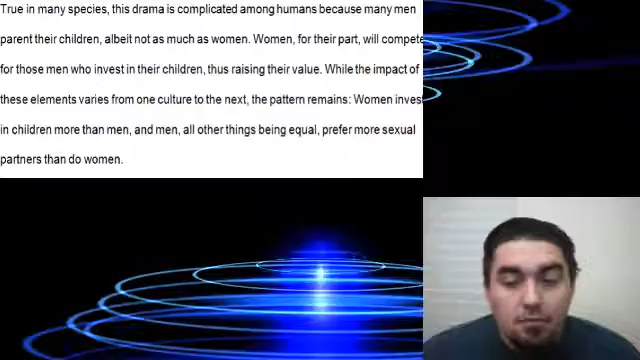 True in many species, this drama is complicated among humans because many men
parent their children, albeit not as much as women. Women, for their part, will compete
for those men who invest in their children, thus raising their value. While the impact of
these elements varies from one culture to the next, the pattern remains: Women inves
in children more than men, and men, all other things being equal, prefer more sexual
partners than do women.